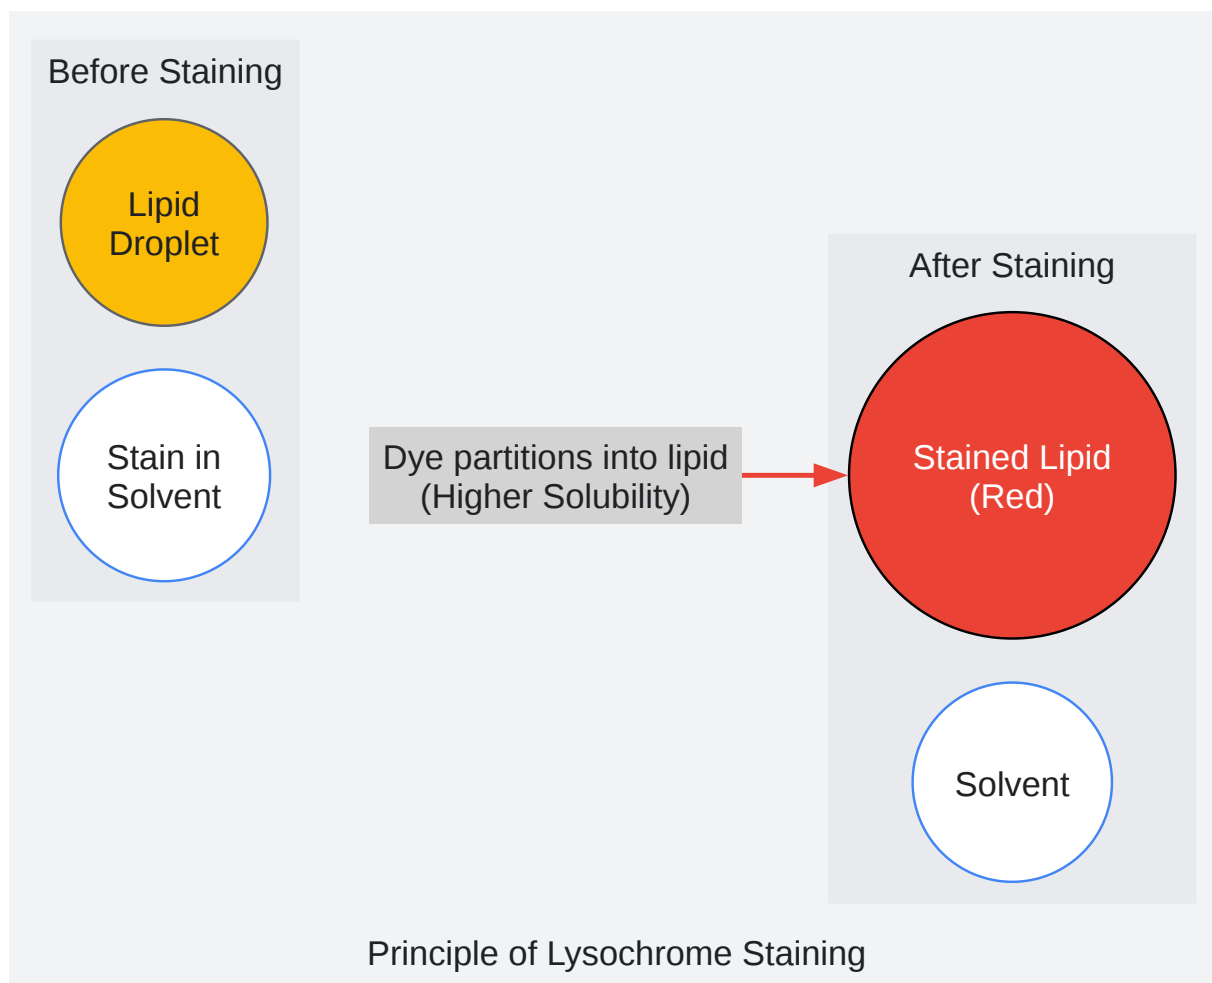 Before Staining
Lipid
Droplet
Stain in
Solvent
Dye partitions into lipid
(Higher Solubility)
After Staining
Stained Lipid
(Red)
Solvent
Principle of Lysochrome Staining